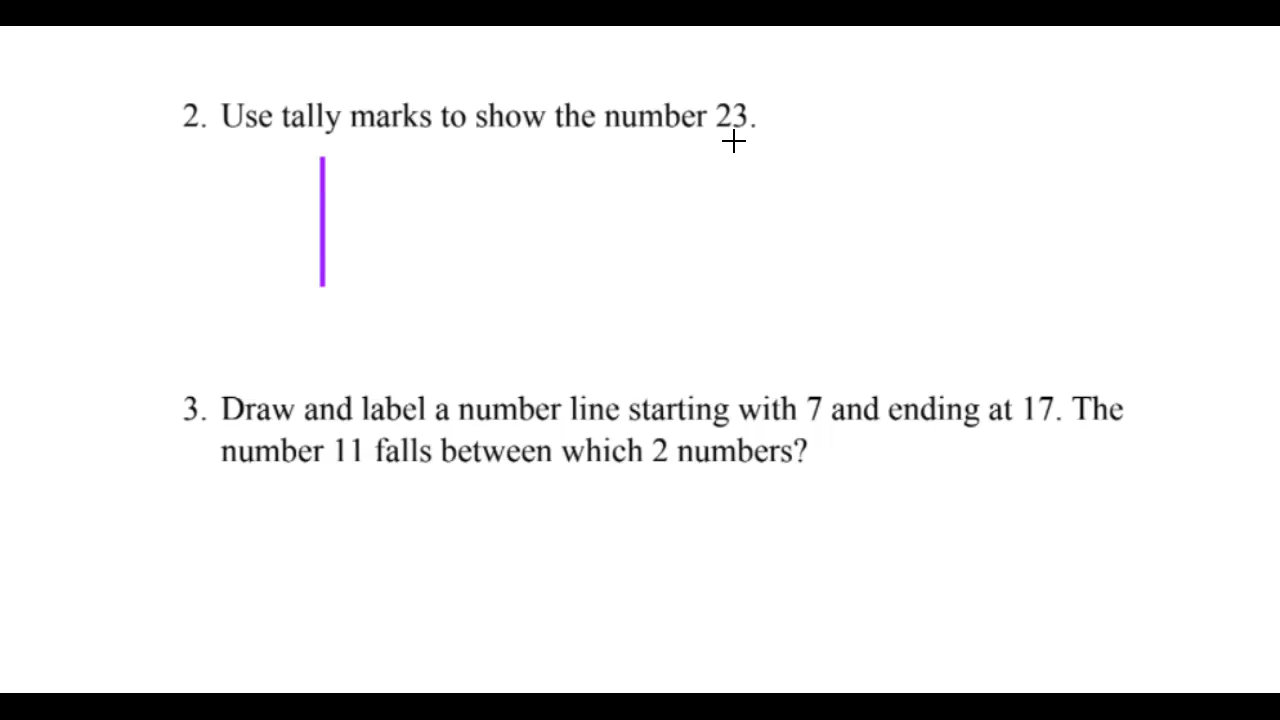 2. Use tally marks to show the number 23.
3. Draw and label a number line starting with 7 and ending at 17. The
number 11 falls between which 2 numbers?